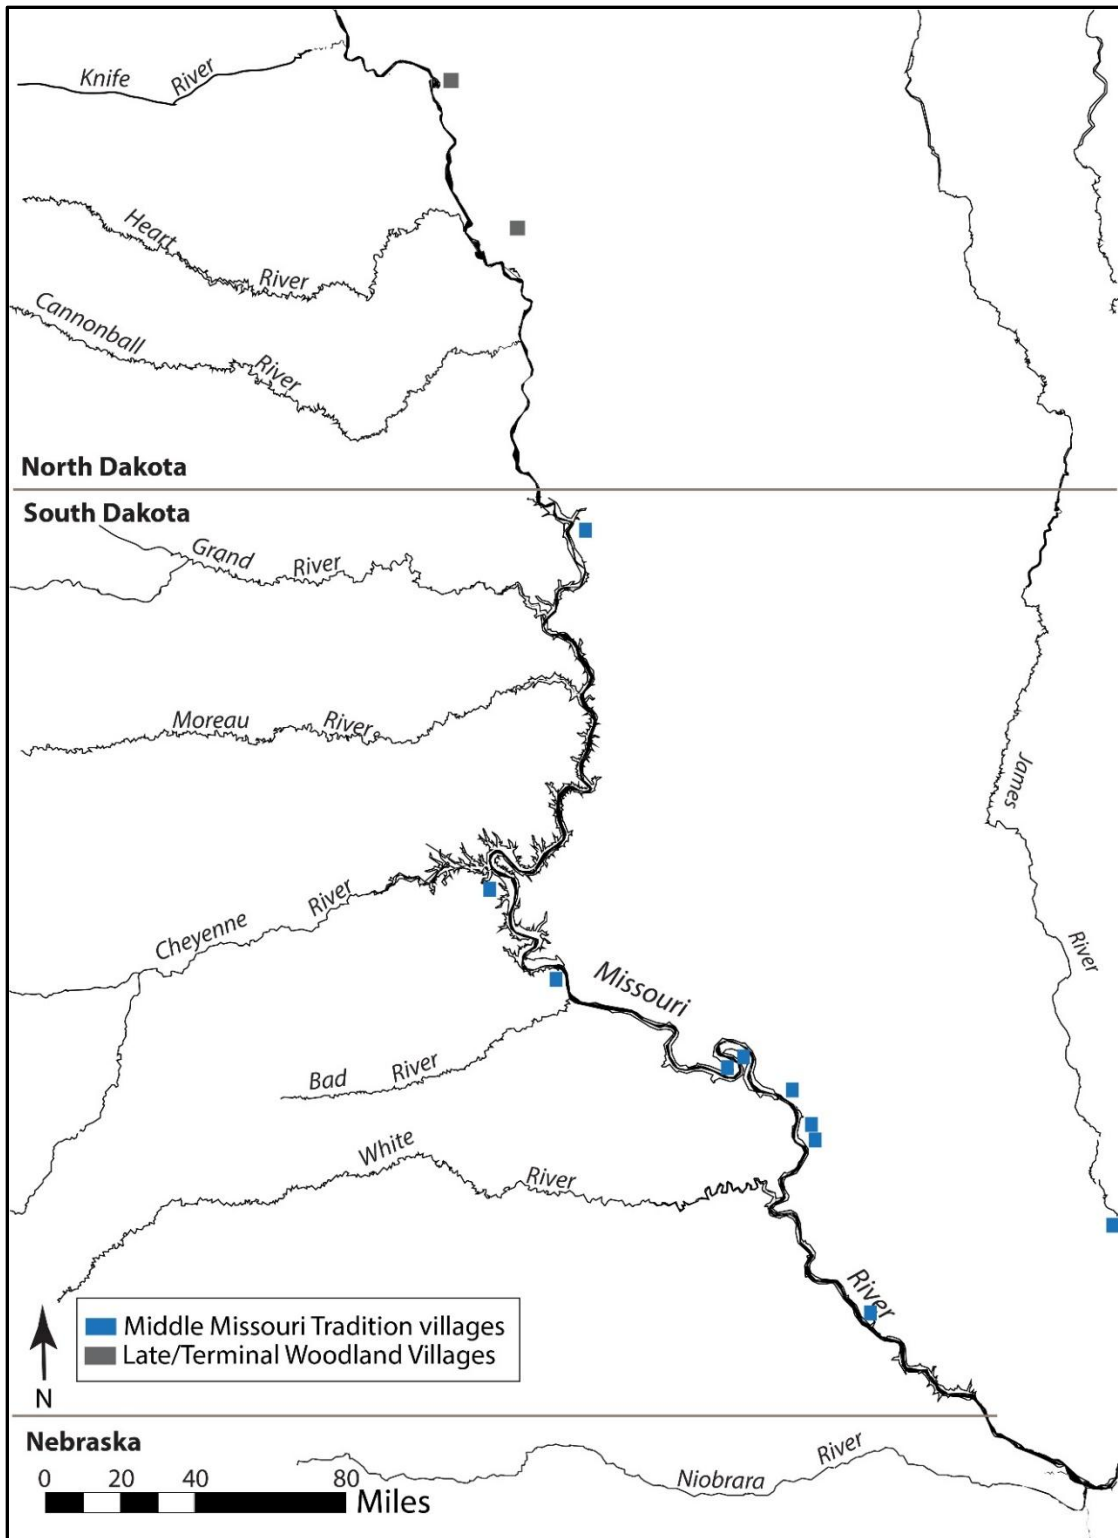 Knife River
Heart River
Cannonball River
North Dakota
South Dakota
Grand River
Moreau River
James River
Cheyenne River
Missouri River
Bad River
White River
Middle Missouri Tradition villages
Late/Terminal Woodland Villages
N
Nebraska
Niobrara River
0 20 40 80 Miles